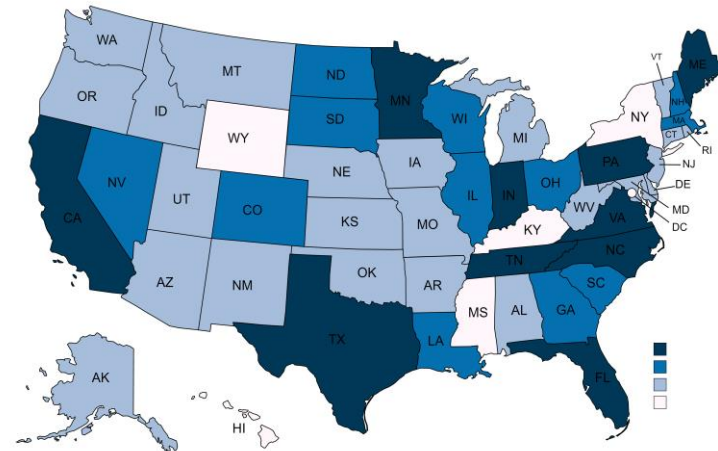 WA
VT
ME
MT
ND
OR
MN
NH
ID
WI
NY
MA
SD
MI
CT
RI
WY
PA
NJ
IA
NE
OH
DE
NV
IL
IN
UT
CO
WV
MD
CA
VA
KS
MO
KY
DC
NC
TN
OK
AZ
NM
AR
SC
MS
AL
GA
TX
LA
AK
FL
HI